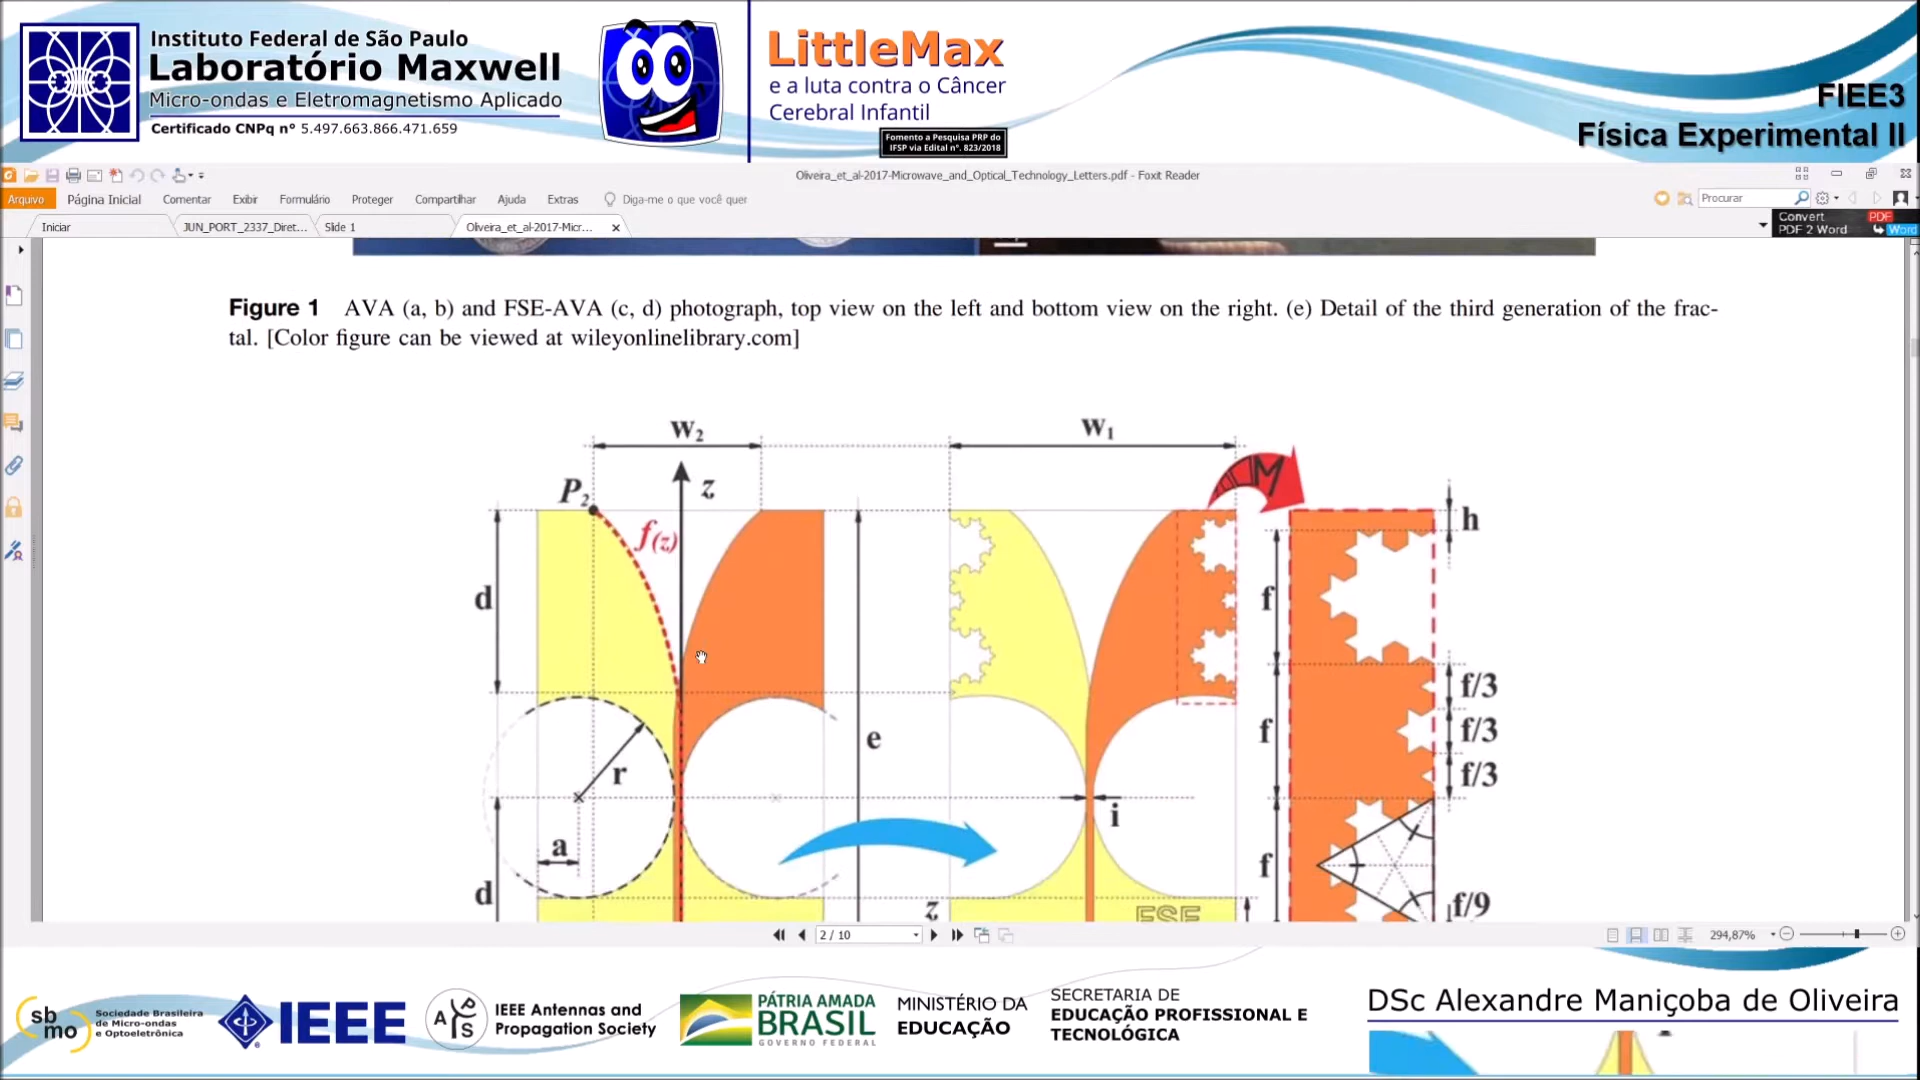 Instituto Federal de São Paulo
Laboratório Maxwell
Micro-ondas e Eletromagnetismo Aplicado
Certificado CNPq nº 5.497.663.866.471.659
LittleMax
e a luta contra o Câncer
Cerebral Infantil
Fomento a Pesquisa PRP do
IFSP via Edital nº. 823/2018
FIEE3
Física Experimental II
Oliveira_et_al-2017-Microwave_and_Optical_Technology_Letters.pdf - Foxit Reader
Arquivo Página Inicial Comentar Exibir Formulário Proteger Compartilhar Ajuda Extras Diga-me o que você quer Procurar
Iniciar JUN_PORT_2337_Diret... Slide 1 Oliveira_et_al-2017-Micr...
Convert PDF
PDF 2 Word Word
Figure 1 AVA (a, b) and FSE-AVA (c, d) photograph, top view on the left and bottom view on the right. (e) Detail of the third generation of the frac-
tal. [Color figure can be viewed at wileyonlinelibrary.com]
w2 w1
P2 z
M
h
f(z)
d f
f/3
e f f/3
r f/3
i
a
f
d f/9
z FSE
2 / 10
294,87%
sb
mo
Sociedade Brasileira
de Micro-ondas
e Optoeletrônica
IEEE
APS
IEEE Antennas and
Propagation Society
PÁTRIA AMADA
BRASIL
GOVERNO FEDERAL
MINISTÉRIO DA
EDUCAÇÃO
SECRETARIA DE
EDUCAÇÃO PROFISSIONAL E
TECNOLÓGICA
DSc Alexandre Maniçoba de Oliveira